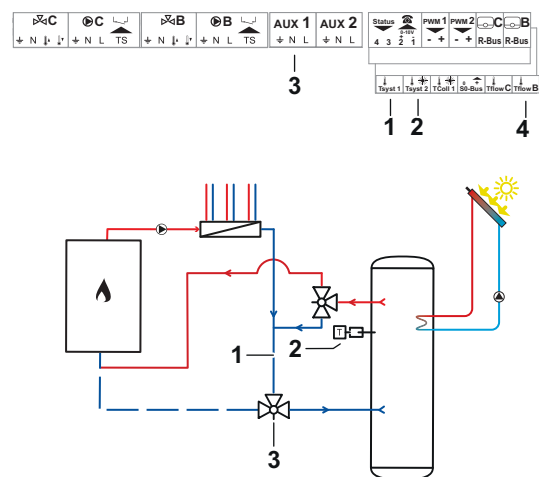 C C B B AUX 1 AUX 2
N N L TS N N L TS N L N L
3
Status PWM 1 PWM 2 C B
0-10V
+ -
4 3 2 1 - + - + R-Bus R-Bus
Tsyst 1 Tsyst 2 TColl 1 S0-Bus Tflow C Tflow B
1 2 4
T
1 2
3